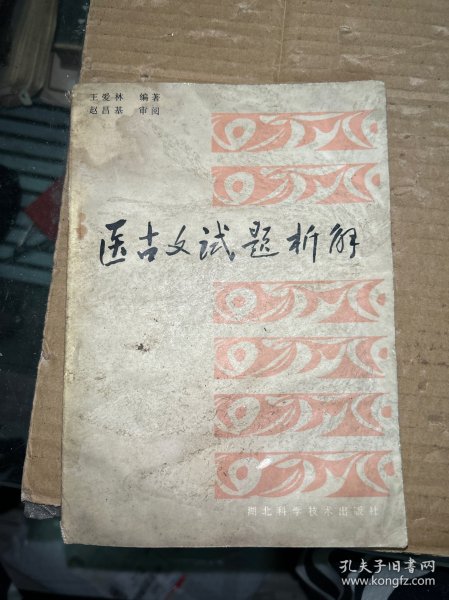 王爱林 编著
赵昌基 审阅
医古文试题析解
湖北科学技术出版社
孔夫子旧书网
www.kongfz.com